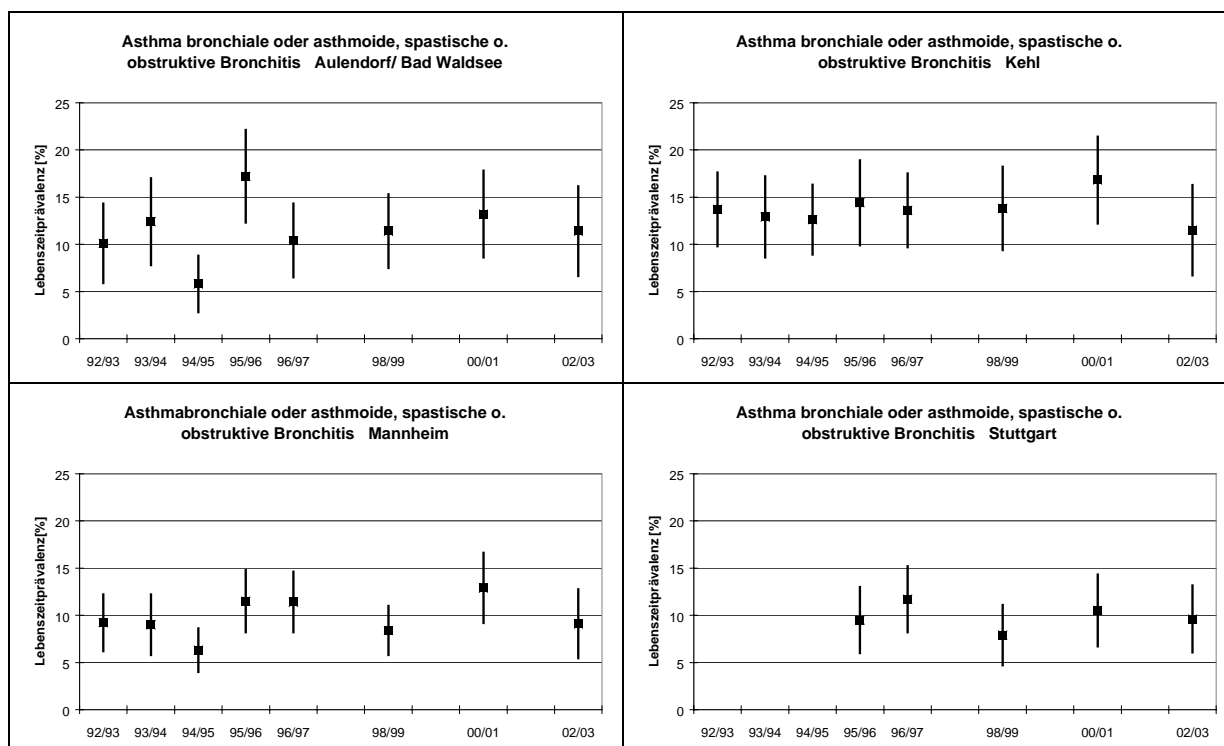 Asthma bronchiale oder asthmoide, spastische o.
obstruktive Bronchitis Aulendorf/ Bad Waldsee
Lebenszeitprävalenz [%]
25
20
15
10
5
0
92/93 93/94 94/95 95/96 96/97 98/99 00/01 02/03
Asthma bronchiale oder asthmoide, spastische o.
obstruktive Bronchitis Kehl
Lebenszeitprävalenz [%]
25
20
15
10
5
0
92/93 93/94 94/95 95/96 96/97 98/99 00/01 02/03
Asthmabronchiale oder asthmoide, spastische o.
obstruktive Bronchitis Mannheim
Lebenszeitprävalenz[%]
25
20
15
10
5
0
92/93 93/94 94/95 95/96 96/97 98/99 00/01 02/03
Asthma bronchiale oder asthmoide, spastische o.
obstruktive Bronchitis Stuttgart
Lebenszeitprävalenz [%]
25
20
15
10
5
0
92/93 93/94 94/95 95/96 96/97 98/99 00/01 02/03